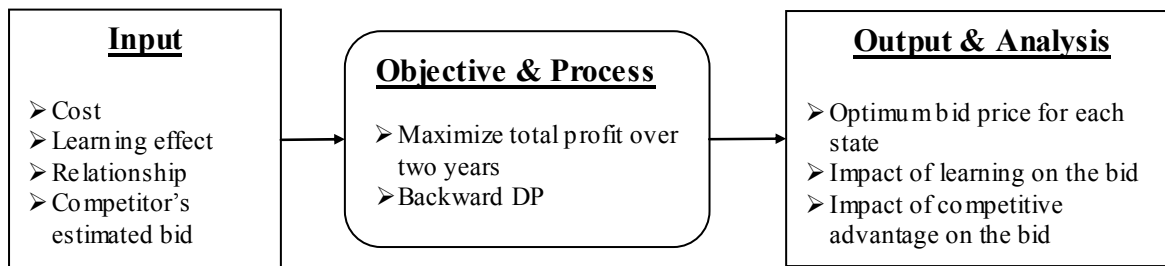 Input
➢ Cost
➢ Learning effect
➢ Relationship
➢ Competitor's
estimated bid
Objective & Process
➢ Maximize total profit over
two years
➢ Backward DP
Output & Analysis
➢ Optimum bid price for each
state
➢ Impact of learning on the bid
➢ Impact of competitive
advantage on the bid